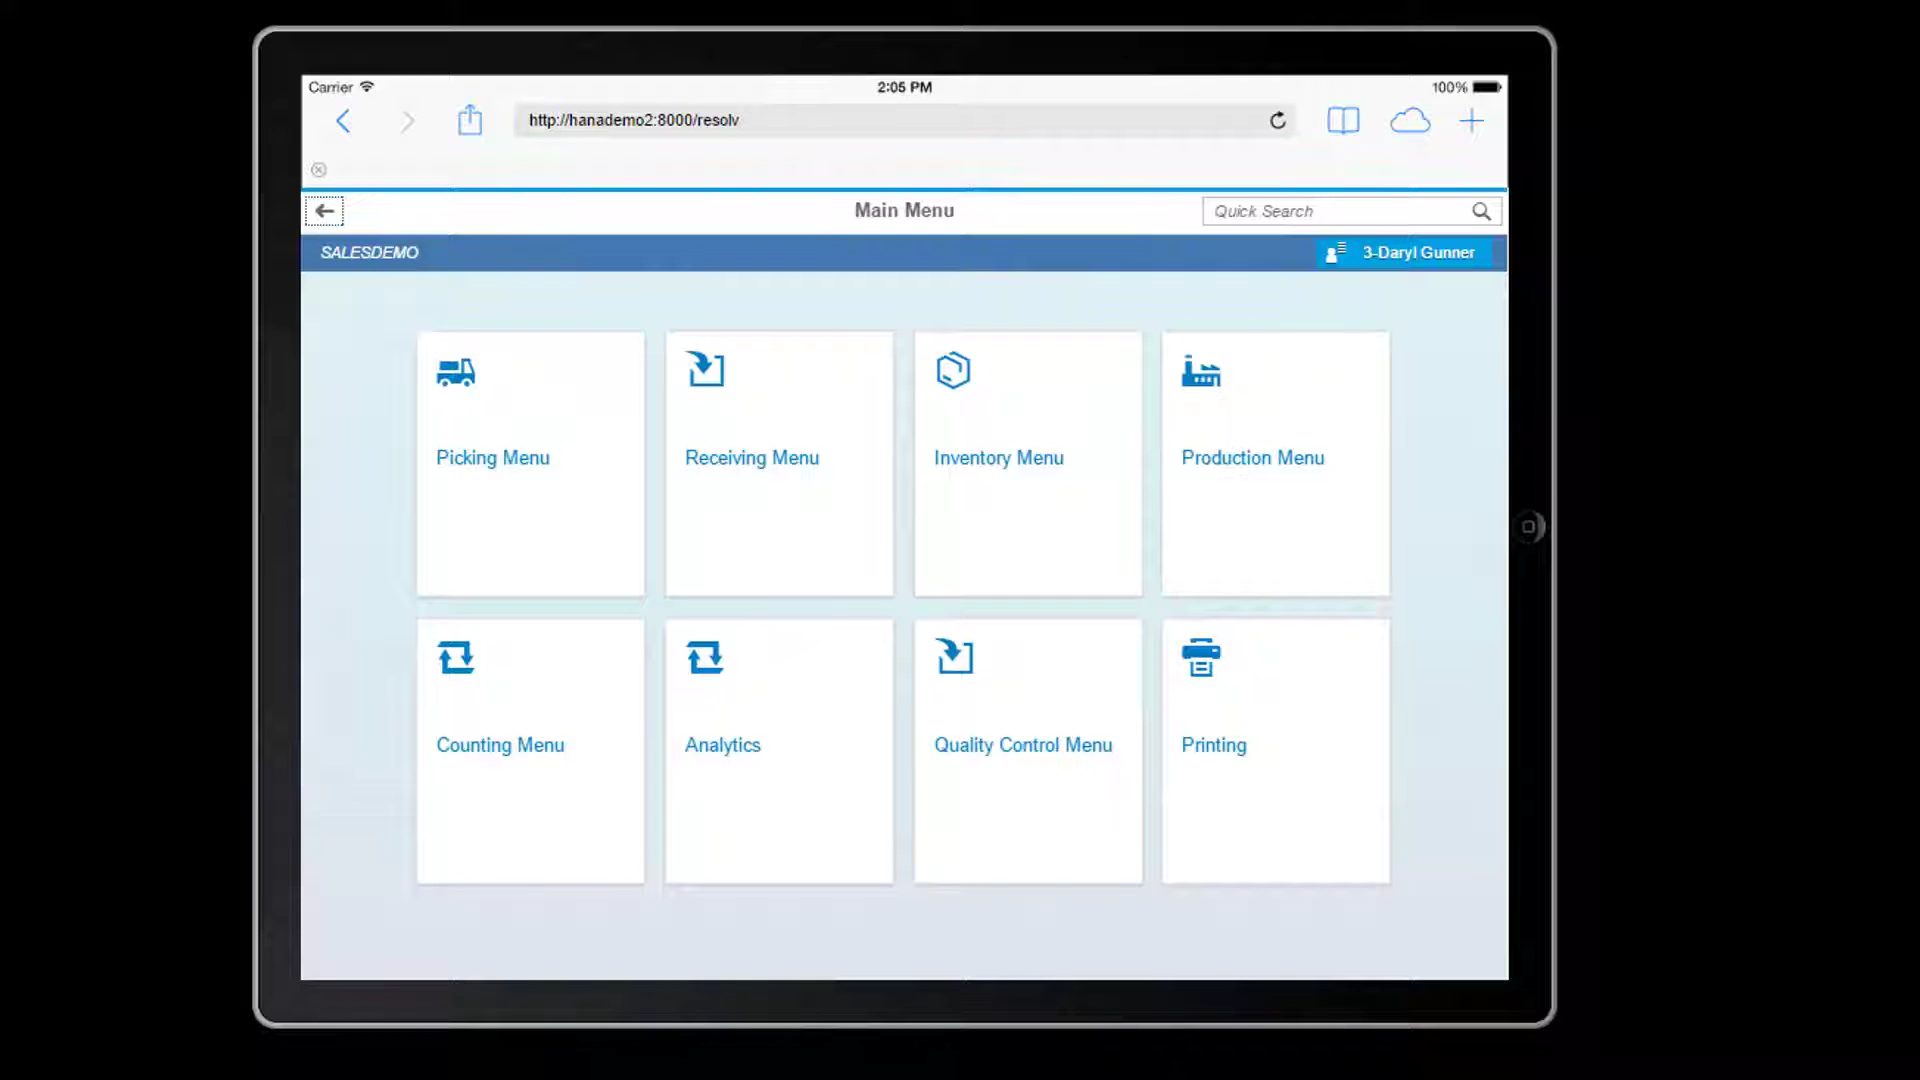 Carrier
2:05 PM
100%
http://hanademo2:8000/resolv
Main Menu
Quick Search
SALESDEMO
3-Daryl Gunner
Picking Menu
Receiving Menu
Inventory Menu
Production Menu
Counting Menu
Analytics
Quality Control Menu
Printing